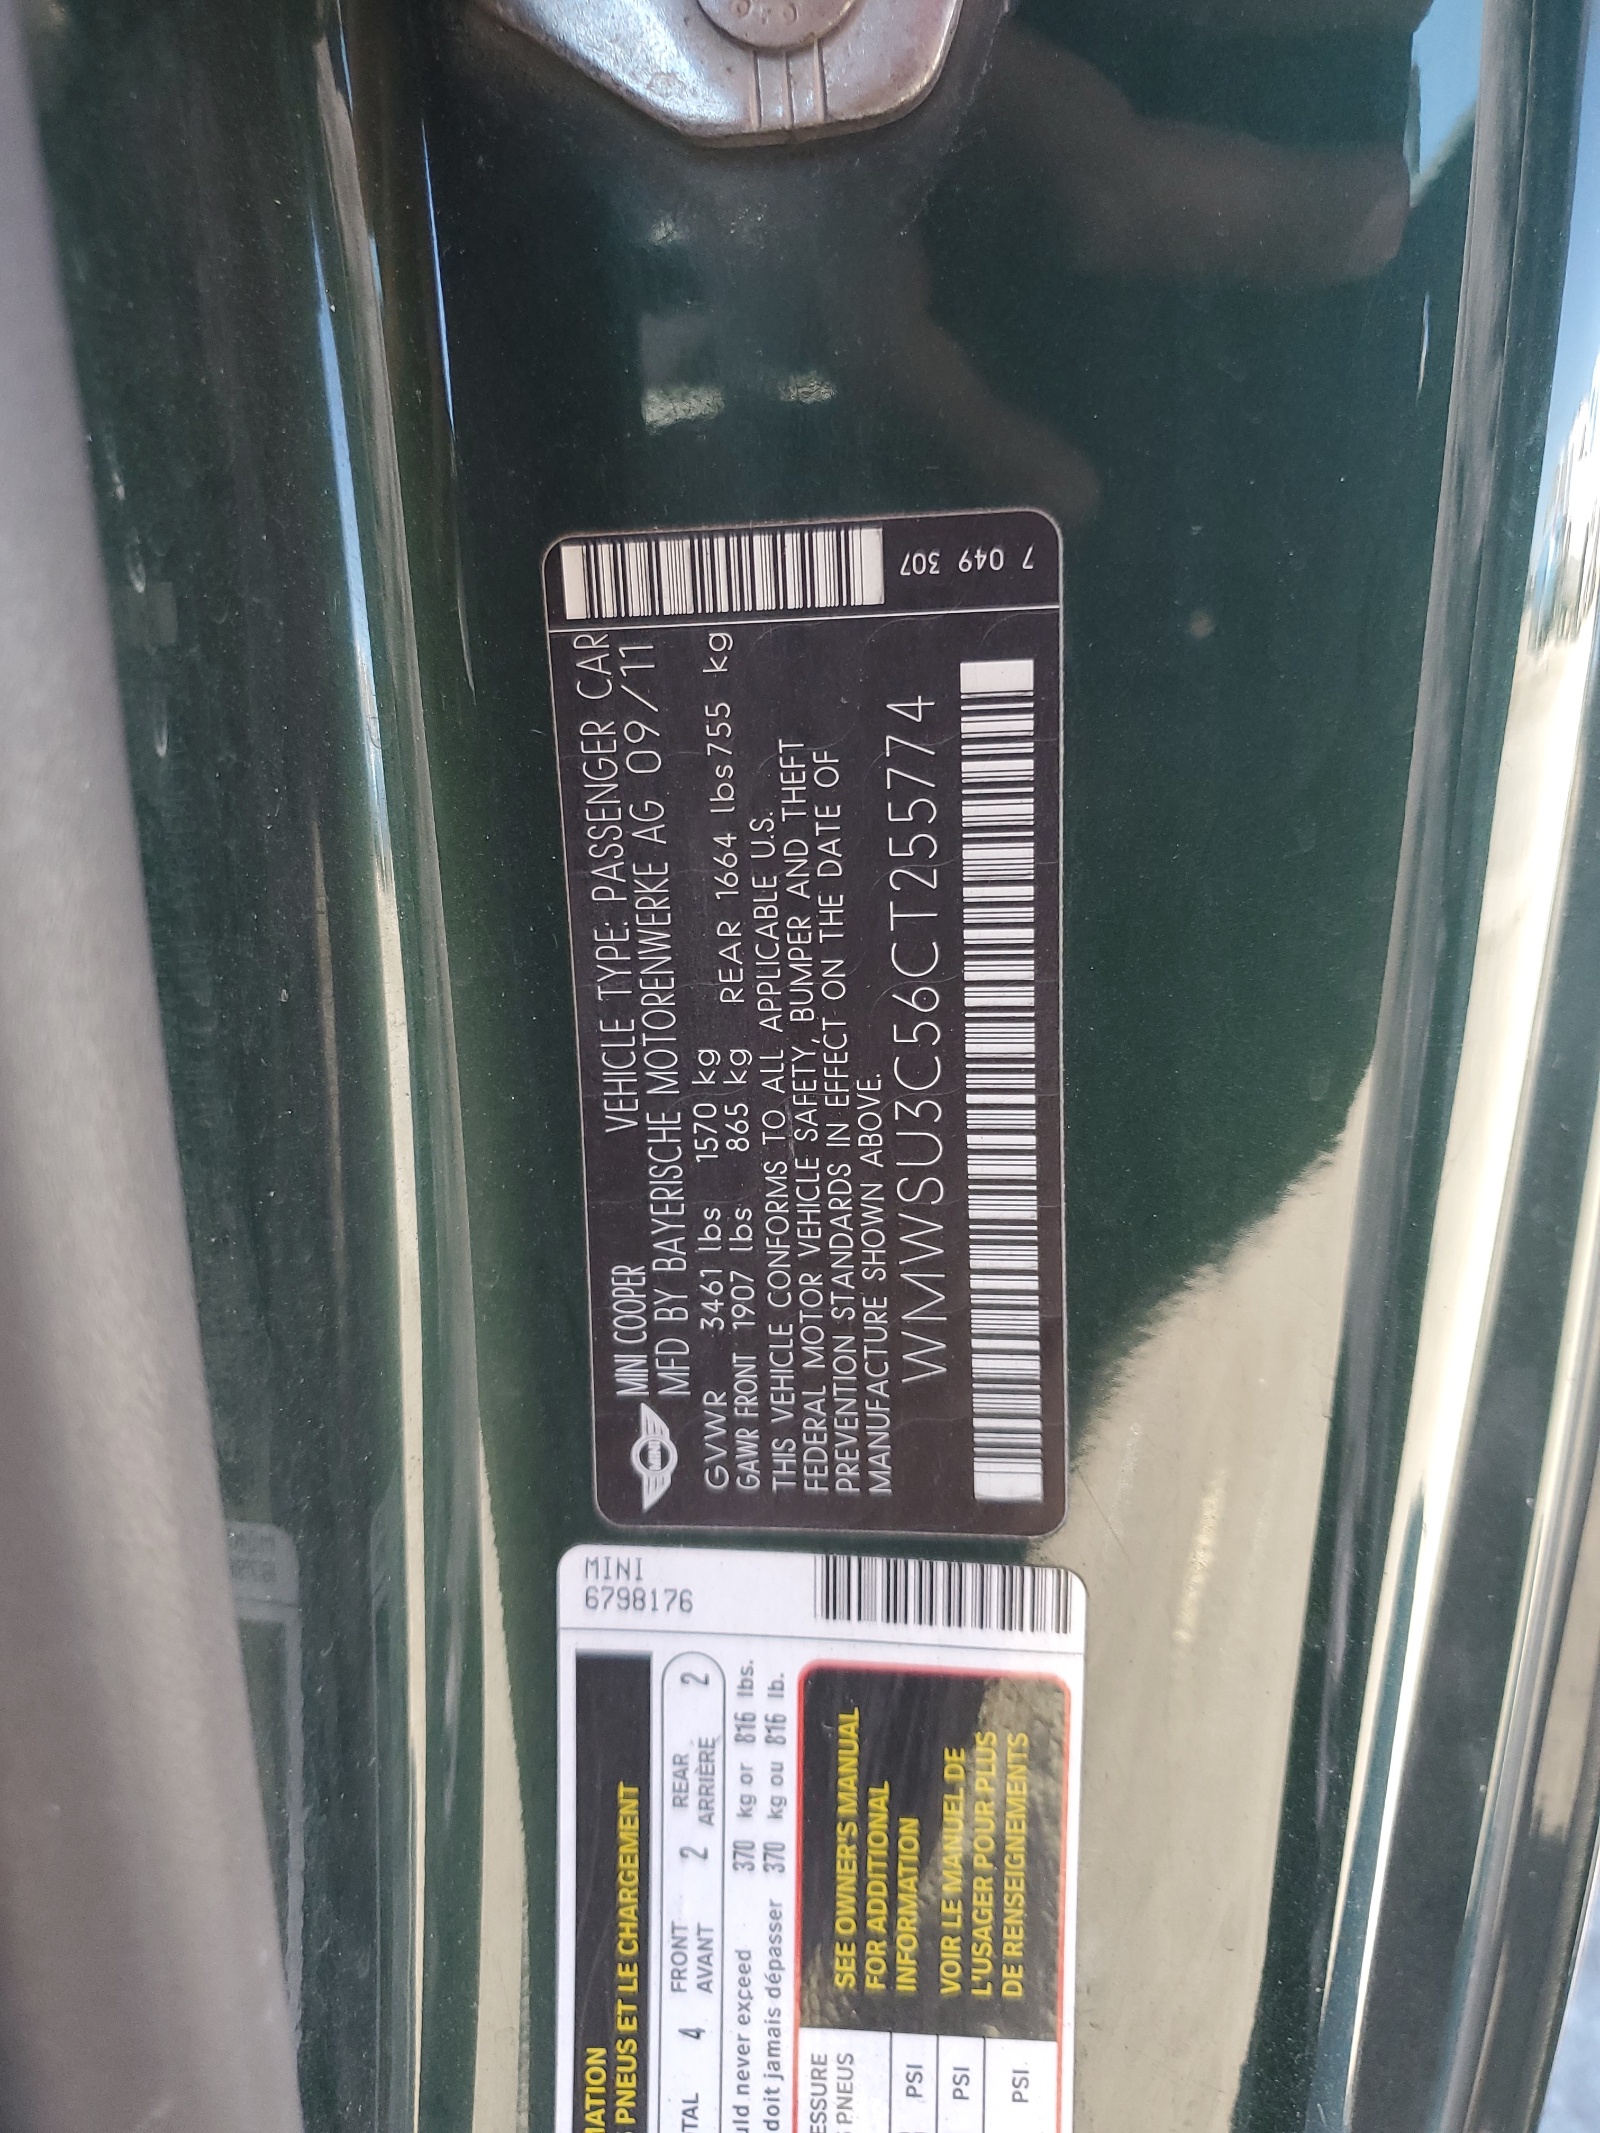 MINI
MINI COOPER VEHICLE TYPE: PASSENGER CAR
MFD BY BAYERISCHE MOTORENWERKE AG 09/11
GVWR 3461 lbs 1570 kg
GAWR FRONT 1907 lbs 865 kg REAR 1664 lbs 755 kg
THIS VEHICLE CONFORMS TO ALL APPLICABLE U.S.
FEDERAL MOTOR VEHICLE SAFETY, BUMPER AND THEFT
PREVENTION STANDARDS IN EFFECT ON THE DATE OF
MANUFACTURE SHOWN ABOVE.
WMWSU3C56CT255774
7 049 307
MINI
6798176
MATION
PNEUS ET LE CHARGEMENT
TAL 4 FRONT 2 REAR 2
AVANT ARRIÈRE
uld never exceed 370 kg or 816 lbs.
doit jamais dépasser 370 kg ou 816 lb.
ESSURE
PNEUS
PSI
PSI
PSI
SEE OWNER'S MANUAL
FOR ADDITIONAL
INFORMATION
VOIR LE MANUEL DE
L'USAGER POUR PLUS
DE RENSEIGNEMENTS